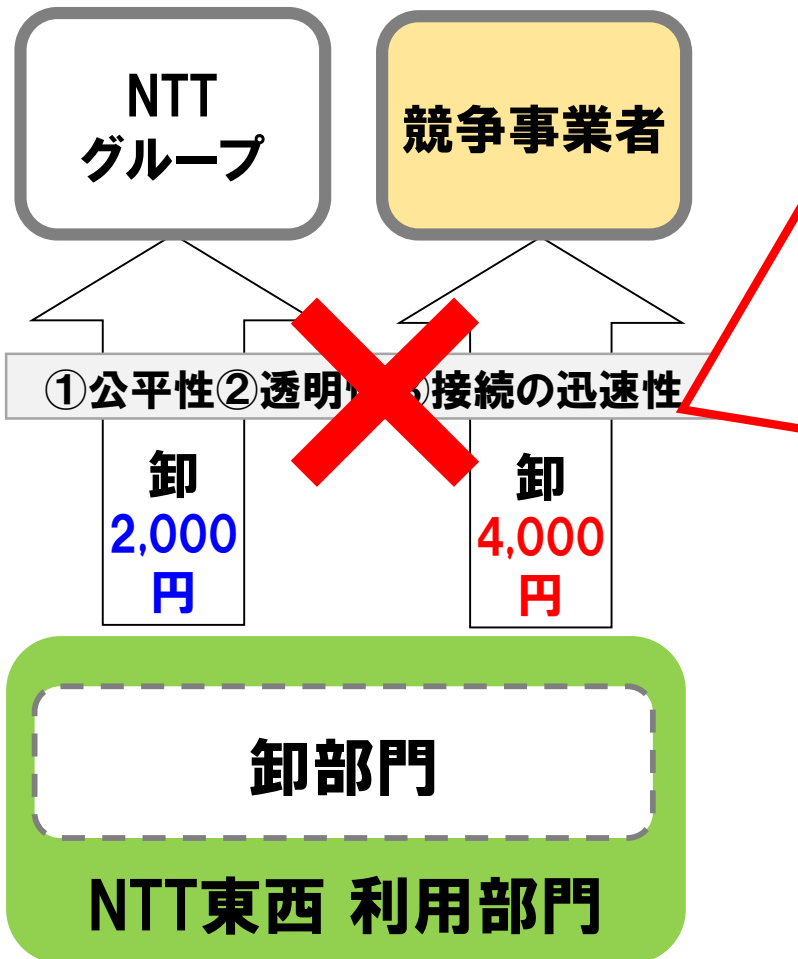 NTT
グループ
競争事業者
①公平性②透明 接続の迅速性
卸
2,000
円
卸
4,000
円
卸部門
NTT東西 利用部門